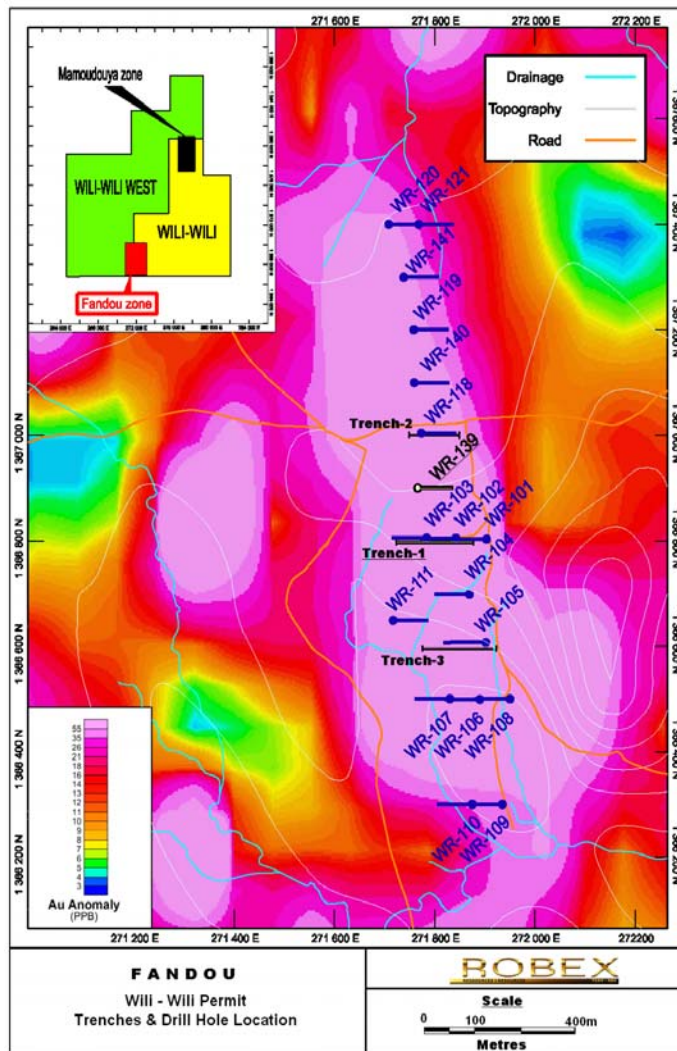 271 600 E
271 800 E
272 000 E
272 200 E
Mamoudouya zone
WILI-WILI WEST
WILI-WILI
Fandou zone
Drainage
Topography
Road
WR-120
WR-121
WR-141
WR-119
WR-140
WR-118
Trench-2
WR-139
WR-103
WR-102
WR-101
Trench-1
WR-104
WR-111
WR-105
Trench-3
WR-107
WR-106
WR-108
WR-110
WR-109
1 387 000 N
1 386 800 N
1 386 600 N
1 386 400 N
1 386 200 N
55
35
26
21
18
16
14
13
12
11
10
9
8
7
6
5
4
3
Au Anomaly
(PPB)
271 200 E
271 400 E
271 600 E
271 800 E
272 000 E
272200 E
FANDOU
Wili - Wili Permit
Trenches & Drill Hole Location
ROBEX
Scale
0 100 400m
Metres